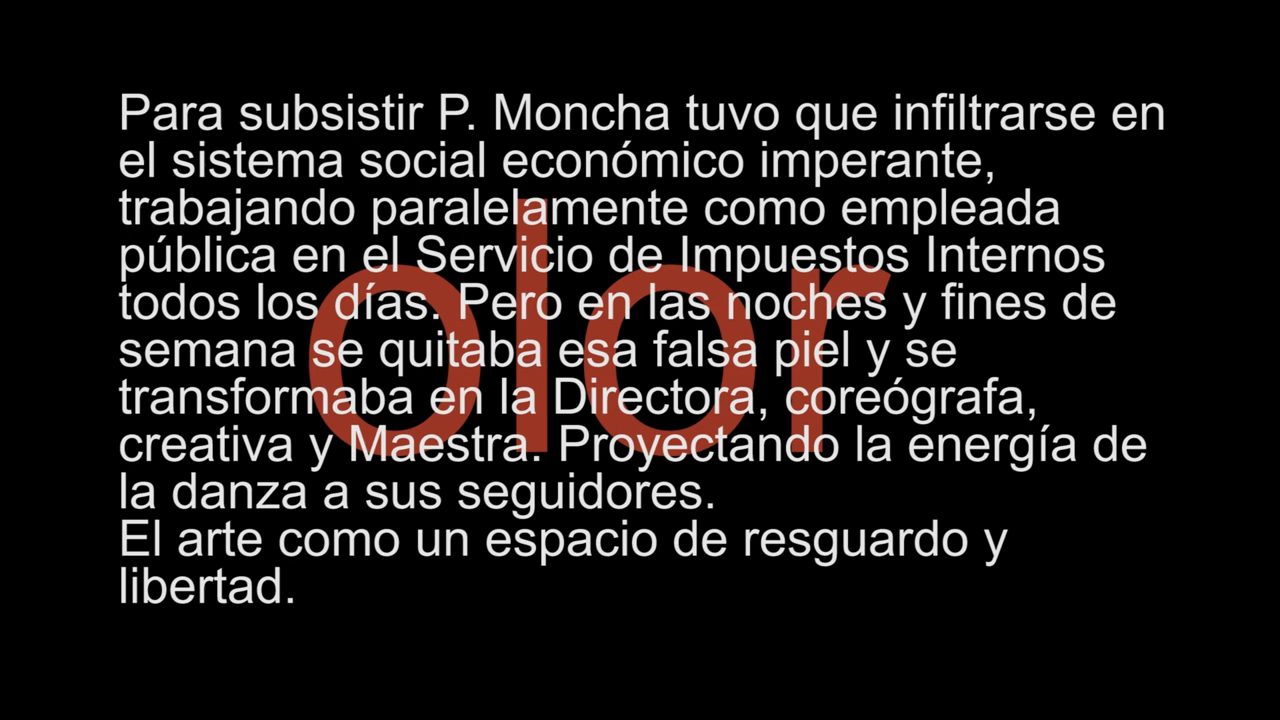 Para subsistir P. Moncha tuvo que infiltrarse en
el sistema social económico imperante,
trabajando paralelamente como empleada
pública en el Servicio de Impuestos Internos
todos los días. Pero en las noches y fines de
semana se quitaba esa falsa piel y se
transformaba en la Directora, coreógrafa,
creativa y Maestra. Proyectando la energía de
la danza a sus seguidores.
El arte como un espacio de resguardo y
libertad.
olor